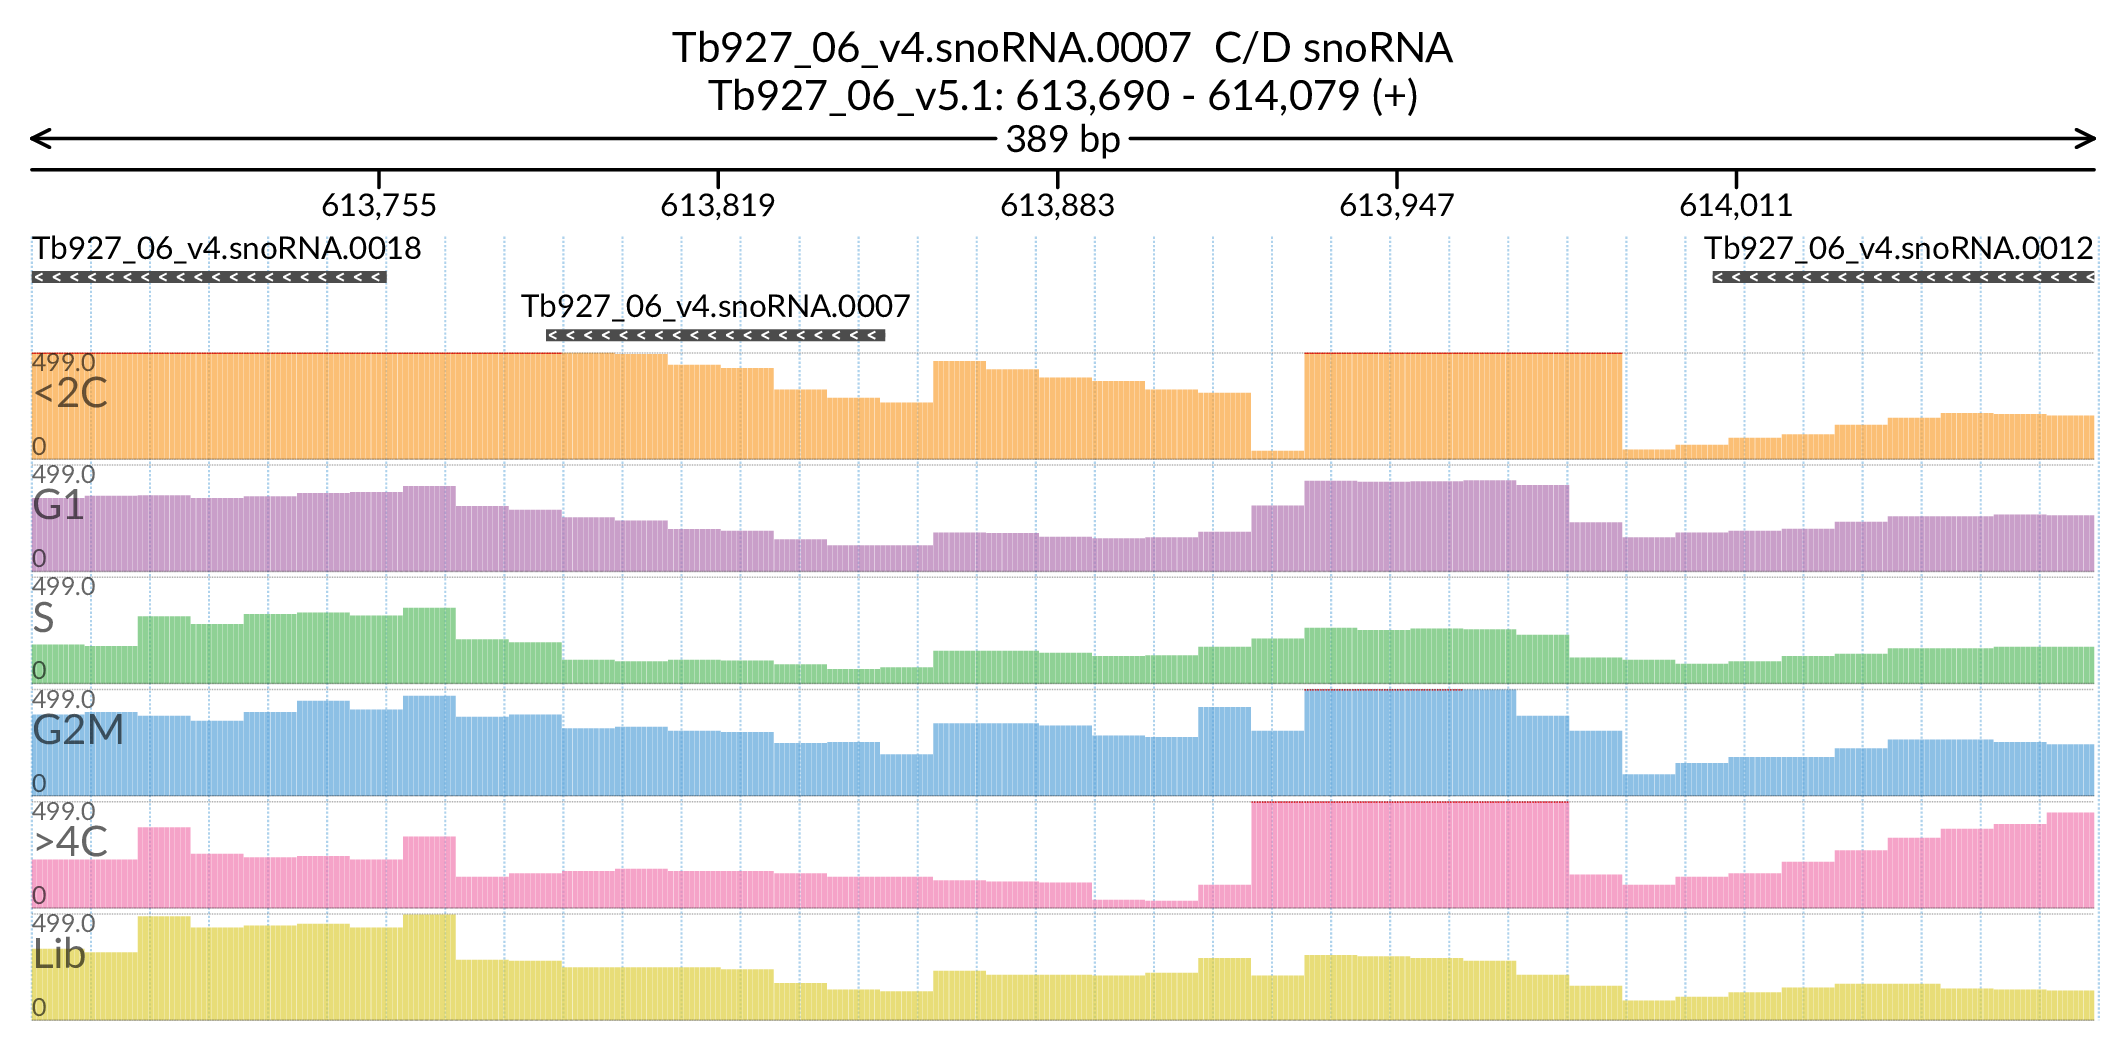 Tb927_06_v4.snoRNA.0007 C/D snoRNA
Tb927_06_v5.1: 613,690 - 614,079 (+)
389 bp
613,755 613,819 613,883 613,947 614,011
Tb927_06_v4.snoRNA.0018 Tb927_06_v4.snoRNA.0012
Tb927_06_v4.snoRNA.0007
499.0
<2C
0
499.0
G1
0
499.0
S
0
499.0
G2M
0
499.0
>4C
0
499.0
Lib
0